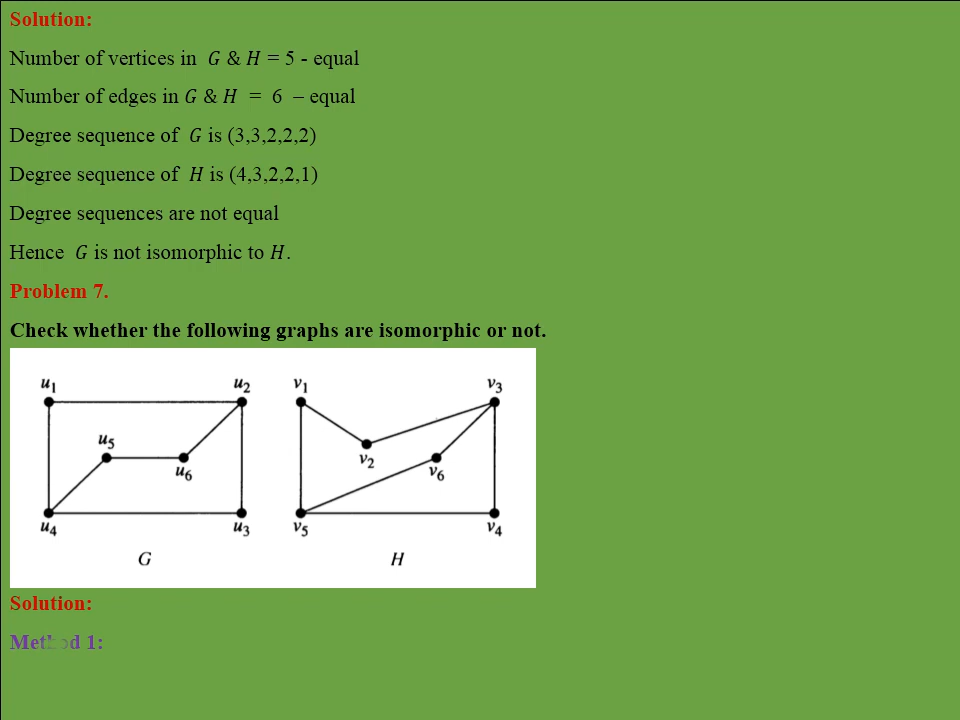 Solution:
Number of vertices in G & H = 5 - equal
Number of edges in G & H = 6 – equal
Degree sequence of G is (3,3,2,2,2)
Degree sequence of H is (4,3,2,2,1)
Degree sequences are not equal
Hence G is not isomorphic to H.
Problem 7.
Check whether the following graphs are isomorphic or not.
u1 u2 v1 v3
u5 u6 v2 v6
u4 u3 v5 v4
G H
Solution:
Method 1: